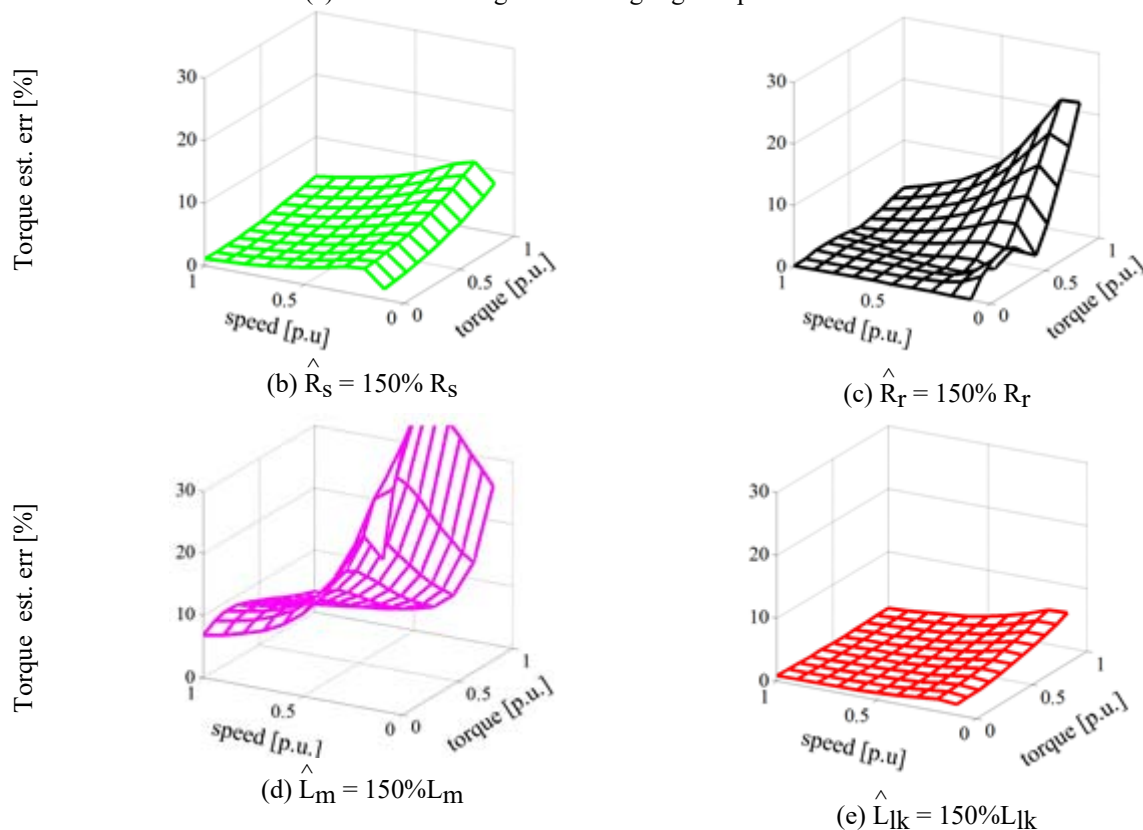 Torque est. err [%]
30
20
10
0
1
0.5
0
speed [p.u]
0
0.5
1
torque [p.u.]
(b) R̂s = 150% Rs
30
20
10
0
1
0.5
0
speed [p.u.]
0
0.5
1
torque [p.u.]
(c) R̂r = 150% Rr
Torque est. err [%]
30
20
10
0
1
0.5
0
speed [p.u.]
0
0.5
1
torque [p.u.]
(d) L̂m = 150%Lm
30
20
10
0
1
0.5
0
speed [p.u]
0
0.5
1
torque [p.u.]
(e) L̂lk = 150%Llk